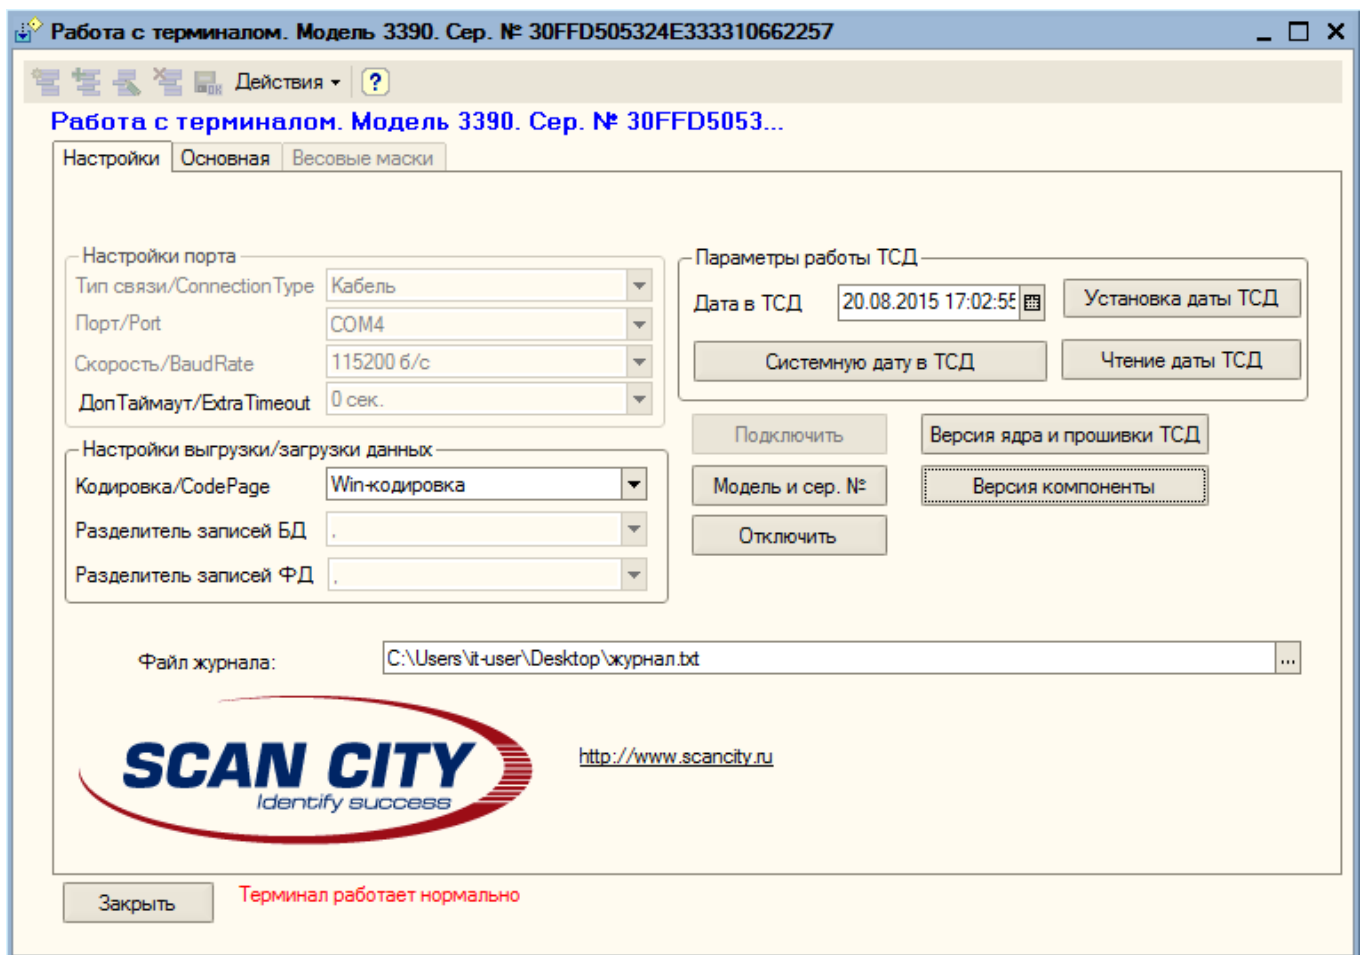 Работа с терминалом. Модель 3390. Сер. № 30FFD505324E333310662257
Действия
?
Работа с терминалом. Модель 3390. Сер. № 30FFD5053...
Настройки Основная Весовые маски
Настройки порта
Тип связи/ConnectionType Кабель
Порт/Port COM4
Скорость/BaudRate 115200 б/с
ДопТаймаут/ExtraTimeout 0 сек.
Параметры работы ТСД
Дата в ТСД 20.08.2015 17:02:55 Установка даты ТСД
Системную дату в ТСД Чтение даты ТСД
Подключить Версия ядра и прошивки ТСД
Модель и сер. № Версия компоненты
Отключить
Настройки выгрузки/загрузки данных
Кодировка/CodePage Win-кодировка
Разделитель записей БД ,
Разделитель записей ФД ,
Файл журнала: C:\Users\it-user\Desktop\журнал.txt ...
SCAN CITY
Identify success
http://www.scancity.ru
Закрыть Терминал работает нормально